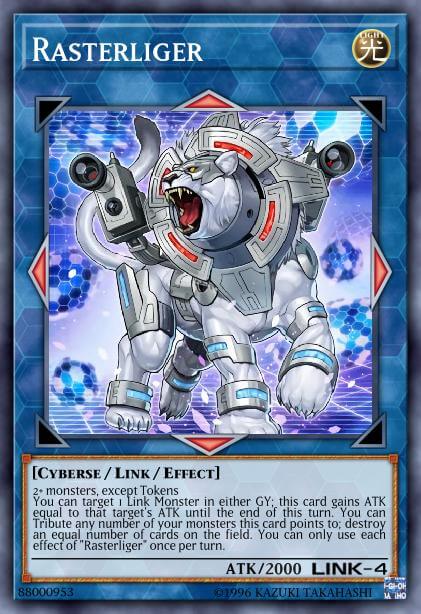 RASTERLIGER
LIGHT
光
[CYBERSE / LINK / EFFECT]
2+ monsters, except Tokens
You can target 1 Link Monster in either GY; this card gains ATK
equal to that target's ATK until the end of this turn. You can
Tribute any number of your monsters this card points to; destroy
an equal number of cards on the field. You can only use each
effect of "Rasterliger" once per turn.
ATK/2000 LINK-4
88000953
©1996 KAZUKI TAKAHASHI